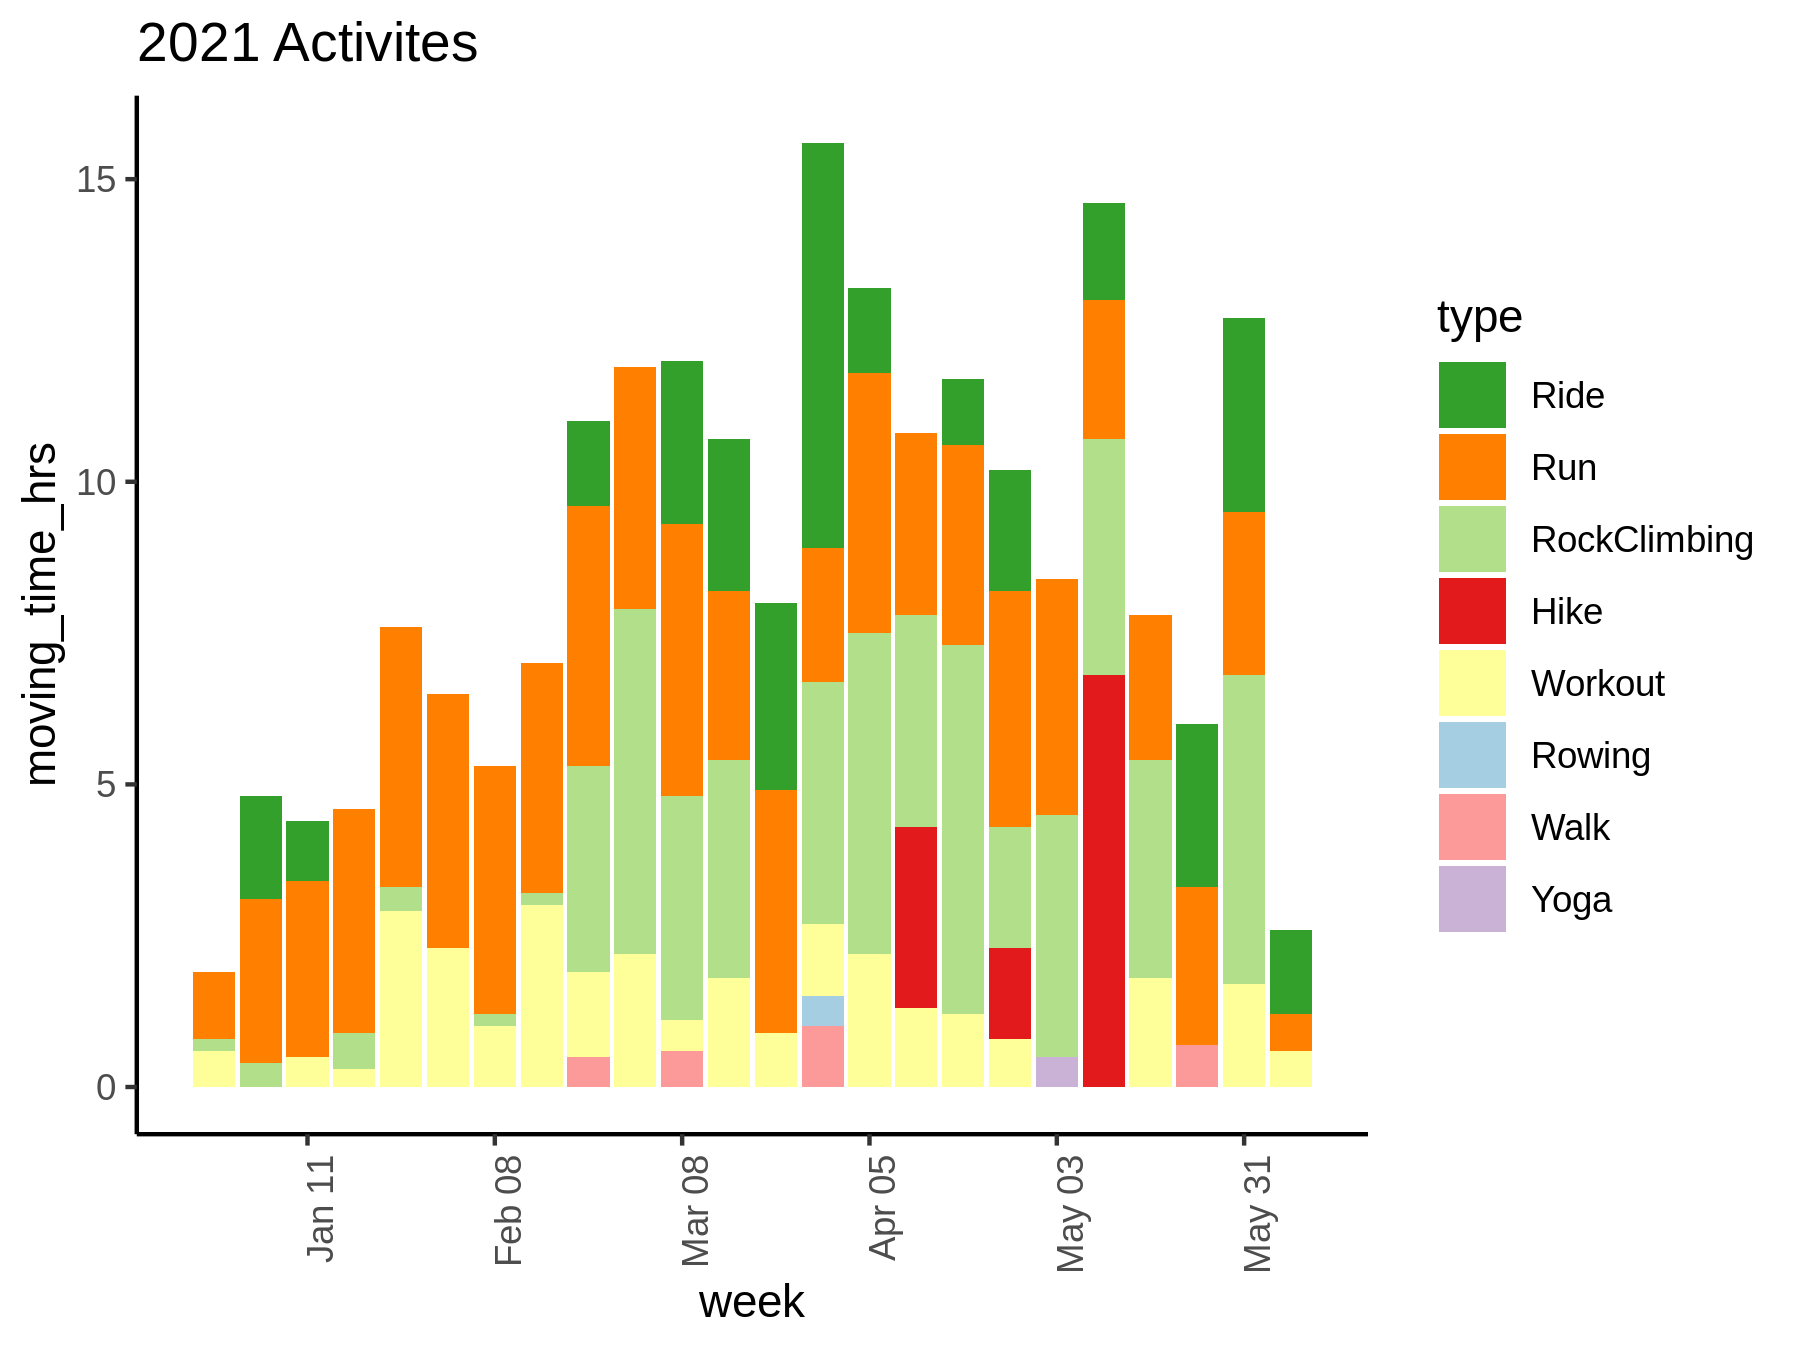 2021 Activites
moving_time_hrs
15
10
5
0
Jan 11
Feb 08
Mar 08
Apr 05
May 03
May 31
week
type
Ride
Run
RockClimbing
Hike
Workout
Rowing
Walk
Yoga